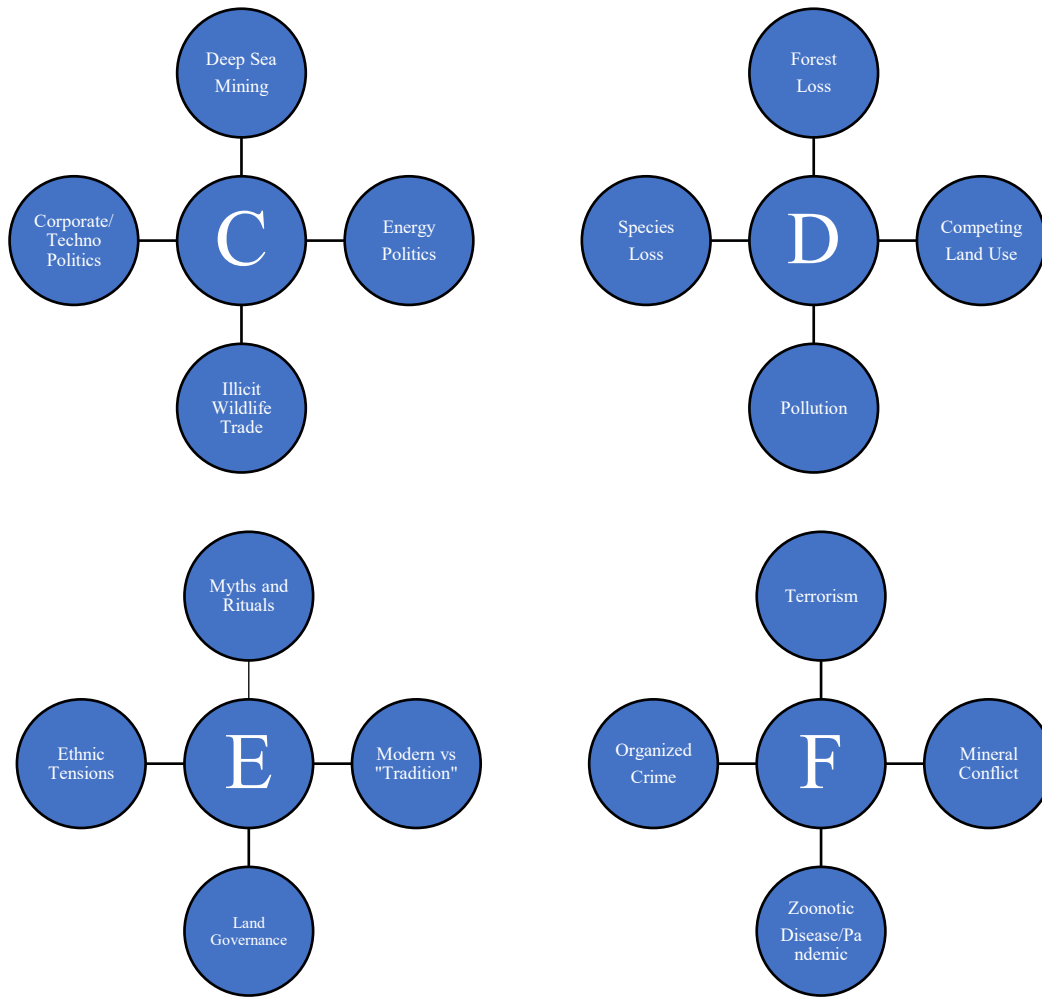 Deep Sea
Mining
Corporate/
Techno
Politics
C
Energy
Politics
Illicit
Wildlife
Trade
Forest
Loss
Species
Loss
D
Competing
Land Use
Pollution
Myths and
Rituals
Ethnic
Tensions
E
Modern vs
"Tradition"
Land
Governance
Terrorism
Organized
Crime
F
Mineral
Conflict
Zoonotic
Disease/Pa
ndemic